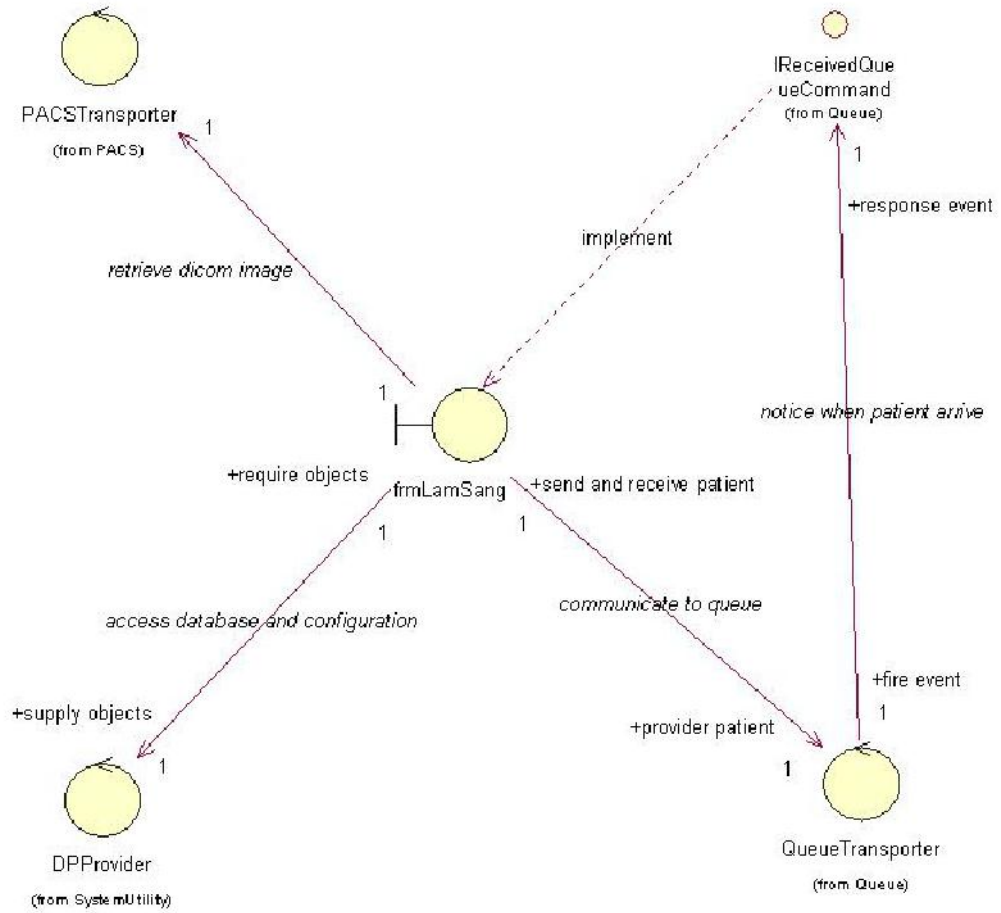 PACSTransporter
(from PACS)
1
IReceivedQue
ueCommand
(from Queue)
1
+response event
implement
retrieve dicom image
1
notice when patient arrive
+require objects
frmLamSang
+send and receive patient
1
1
access database and configuration
communicate to queue
+supply objects
1
+provider patient
1
+fire event
1
DPProvider
(from SystemUtility)
QueueTransporter
(from Queue)